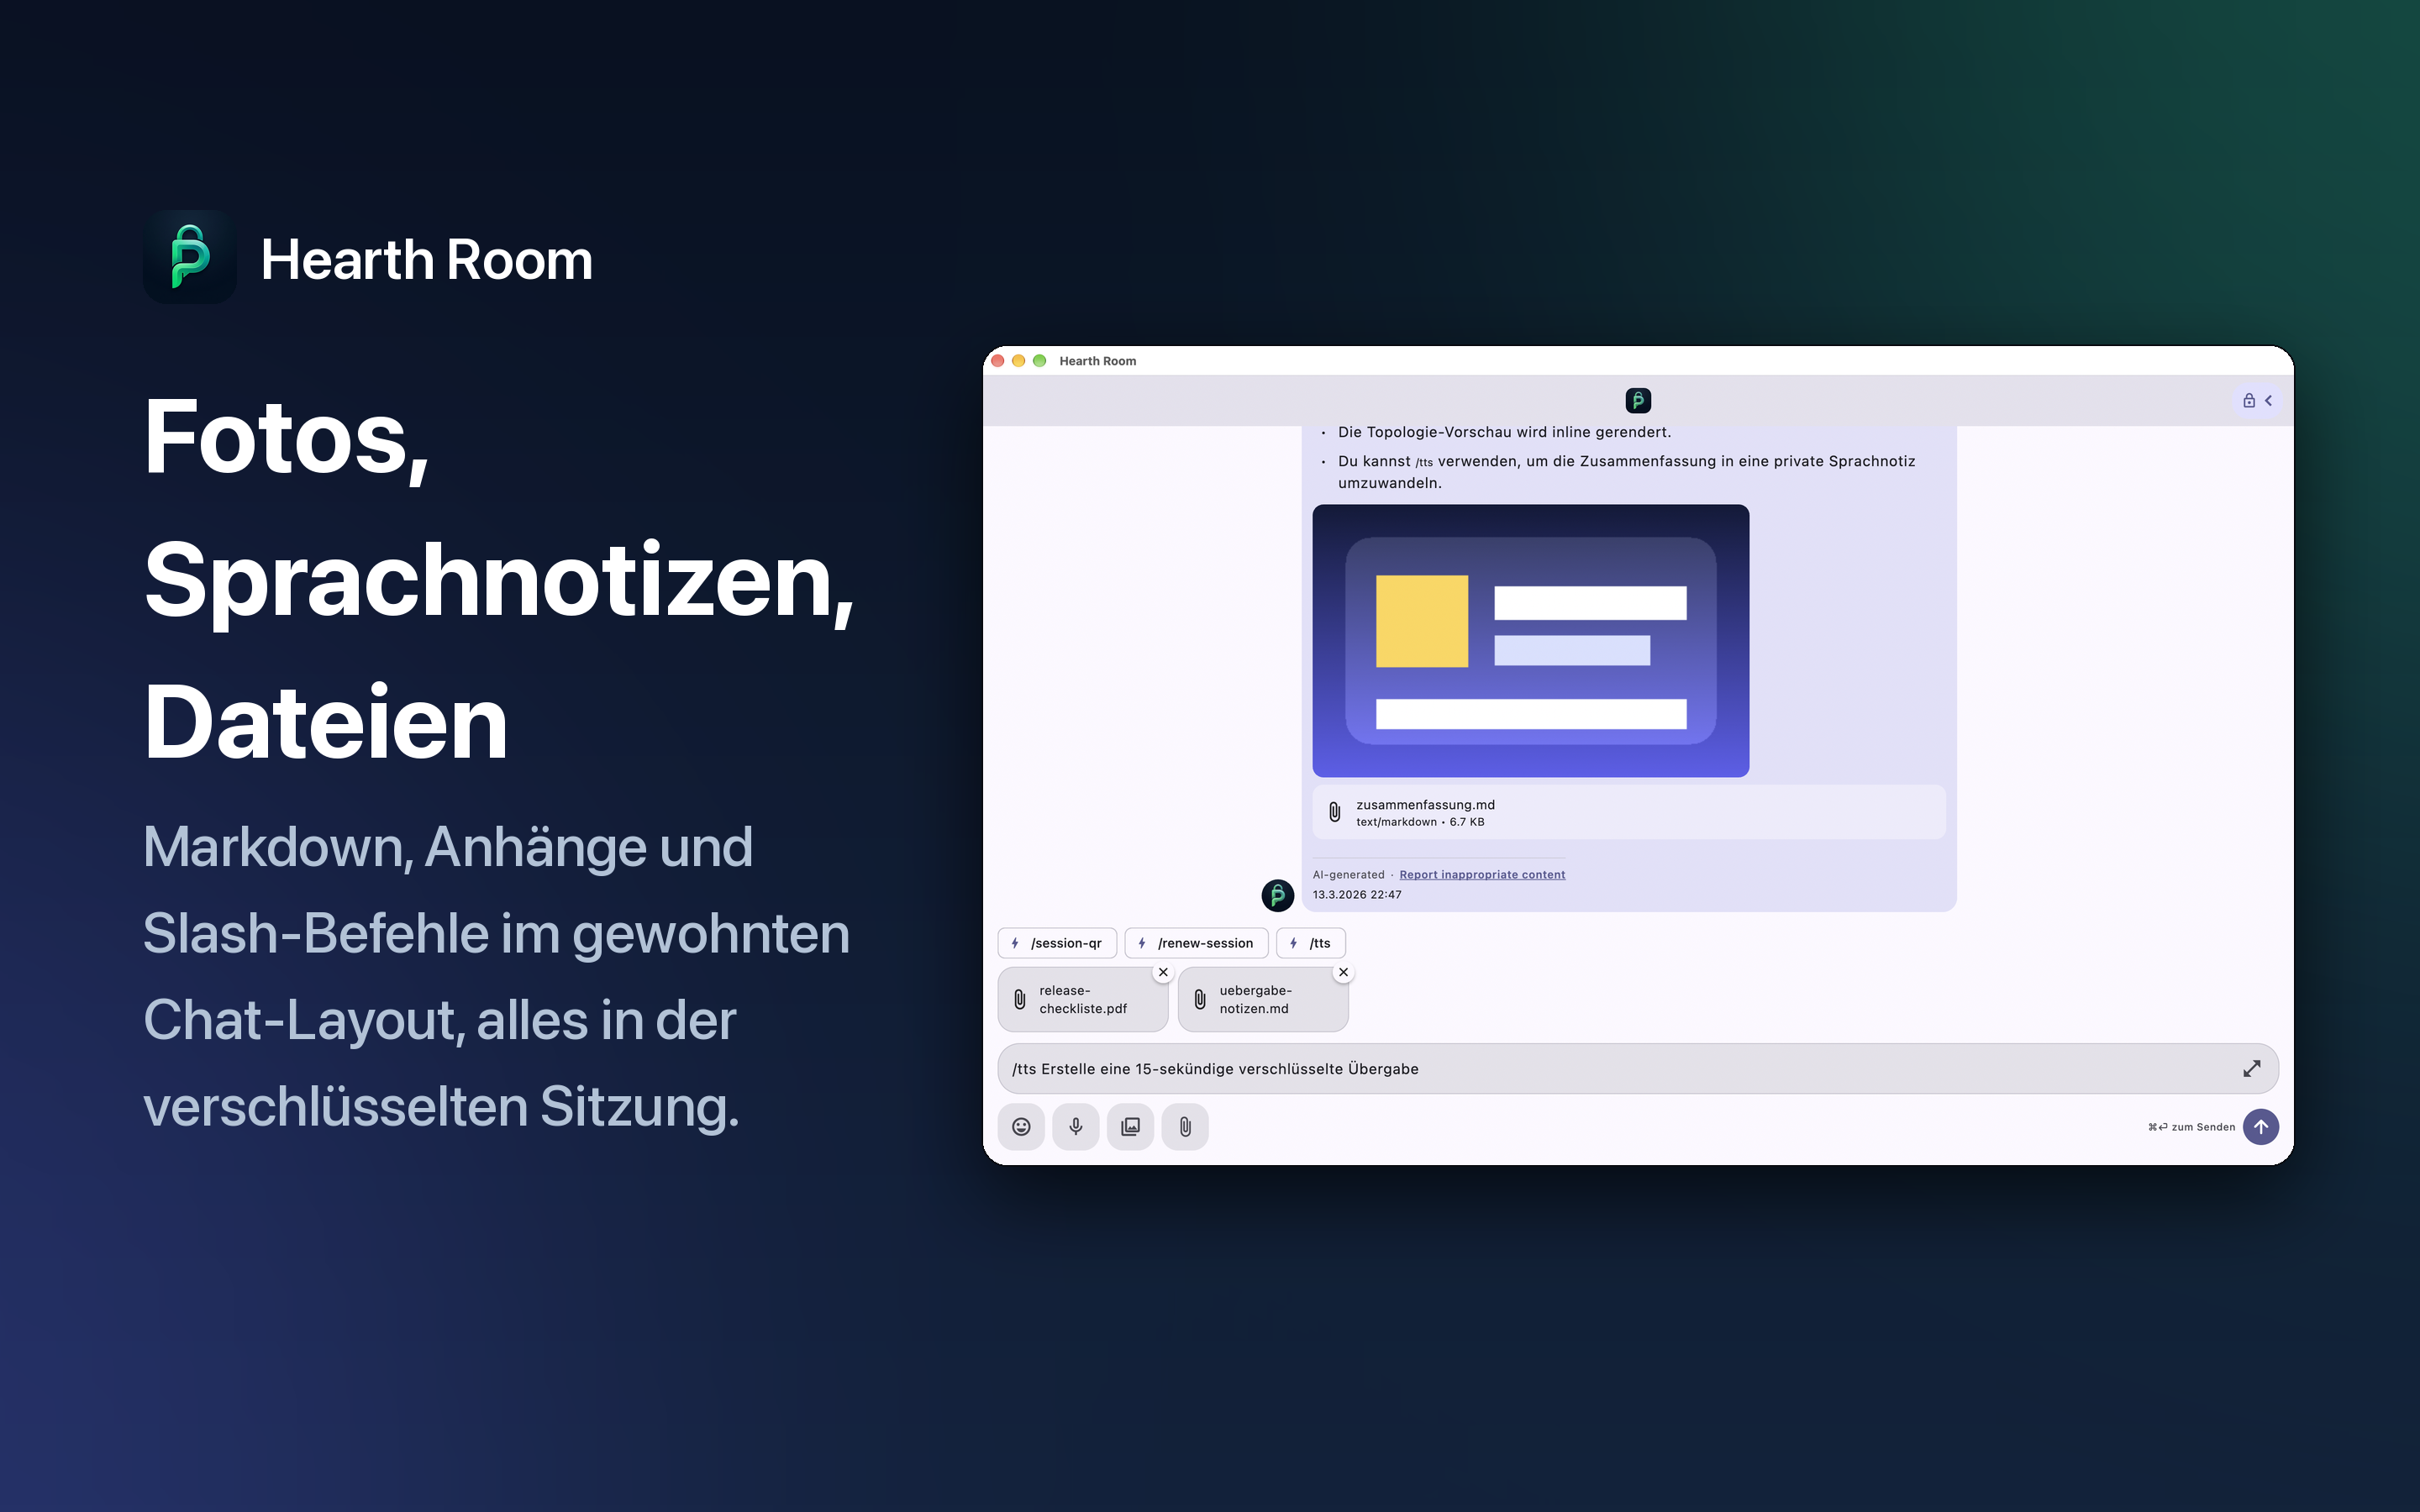 Hearth Room
Fotos,
Sprachnotizen,
Dateien
Markdown, Anhänge und
Slash-Befehle im gewohnten
Chat-Layout, alles in der
verschlüsselten Sitzung.
Hearth Room
• Die Topologie-Vorschau wird inline gerendert.
• Du kannst /tts verwenden, um die Zusammenfassung in eine private Sprachnotiz
umzuwandeln.
zusammenfassung.md
text/markdown • 6.7 KB
AI-generated · Report inappropriate content
13.3.2026 22:47
/session-qr /renew-session /tts
release-
checkliste.pdf
uebergabe-
notizen.md
/tts Erstelle eine 15-sekündige verschlüsselte Übergabe
⌘⏎ zum Senden